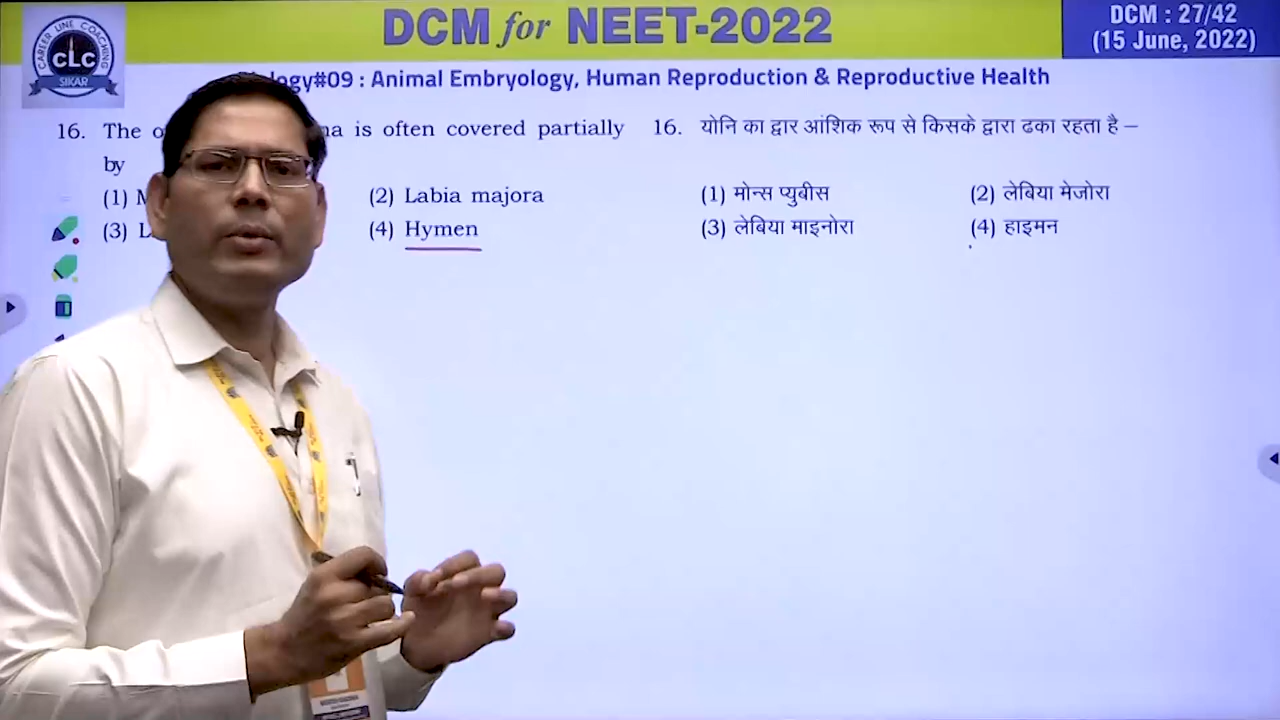 DCM for NEET-2022
DCM : 27/42
(15 June, 2022)
CAREER LINE COACHING
CLC
SIKAR
#09 : Animal Embryology, Human Reproduction & Reproductive Health
16. The is often covered partially
by
(1) (2) Labia majora
(3) (4) Hymen
16. योनि का द्वार आंशिक रूप से किसके द्वारा ढका रहता है –
(1) मोन्स प्युबीस (2) लेबिया मेजोरा
(3) लेबिया माइनोरा (4) हाइमन